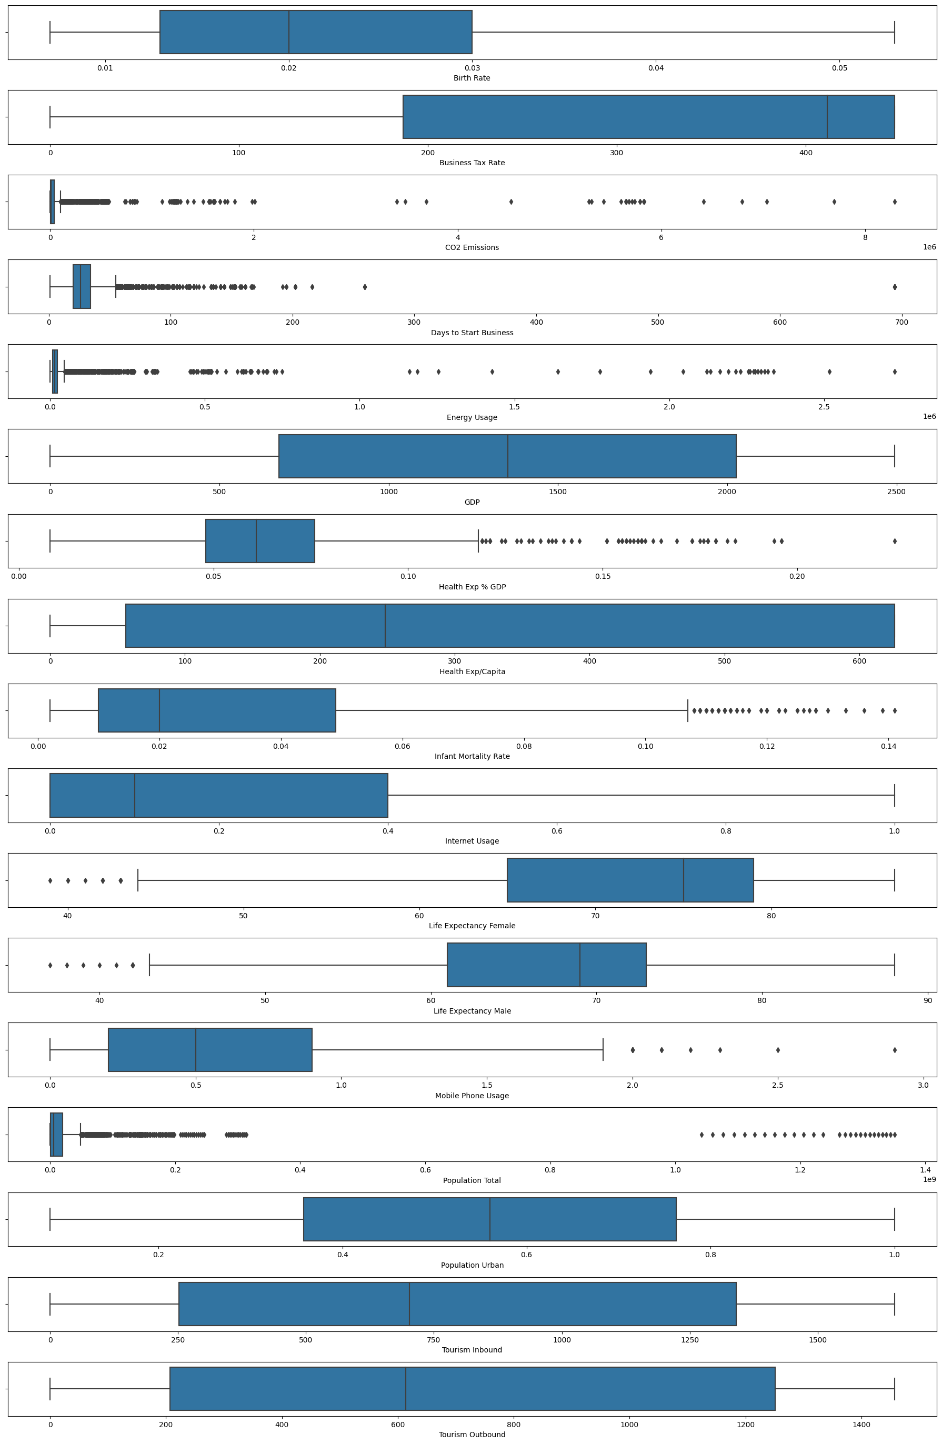 0.01 0.02 0.03 0.04 0.05
Birth Rate
0 100 200 300 400
Business Tax Rate
0 2 4 6 8
1e6
CO2 Emissions
0 100 200 300 400 500 600 700
Days to Start Business
0.0 0.5 1.0 1.5 2.0 2.5
1e6
Energy Usage
0 500 1000 1500 2000 2500
GDP
0.00 0.05 0.10 0.15 0.20
Health Exp % GDP
0 100 200 300 400 500 600
Health Exp/Capita
0.00 0.02 0.04 0.06 0.08 0.10 0.12 0.14
Infant Mortality Rate
0.0 0.2 0.4 0.6 0.8 1.0
Internet Usage
40 50 60 70 80
Life Expectancy Female
40 50 60 70 80 90
Life Expectancy Male
0.0 0.5 1.0 1.5 2.0 2.5 3.0
Mobile Phone Usage
0.0 0.2 0.4 0.6 0.8 1.0 1.2 1.4
1e9
Population Total
0.2 0.4 0.6 0.8 1.0
Population Urban
0 250 500 750 1000 1250 1500
Tourism Inbound
0 200 400 600 800 1000 1200 1400
Tourism Outbound